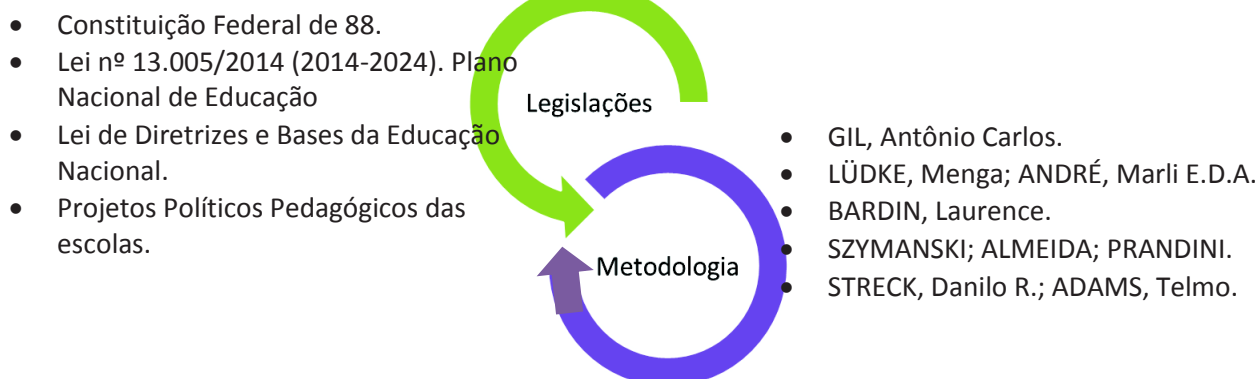 • Constituição Federal de 88.
• Lei nº 13.005/2014 (2014-2024). Plano
Nacional de Educação
• Lei de Diretrizes e Bases da Educação
Nacional.
• Projetos Políticos Pedagógicos das
escolas.
Legislações
• GIL, Antônio Carlos.
• LÜDKE, Menga; ANDRÉ, Marli E.D.A.
• BARDIN, Laurence.
• SZYMANSKI; ALMEIDA; PRANDINI.
• STRECK, Danilo R.; ADAMS, Telmo.
Metodologia